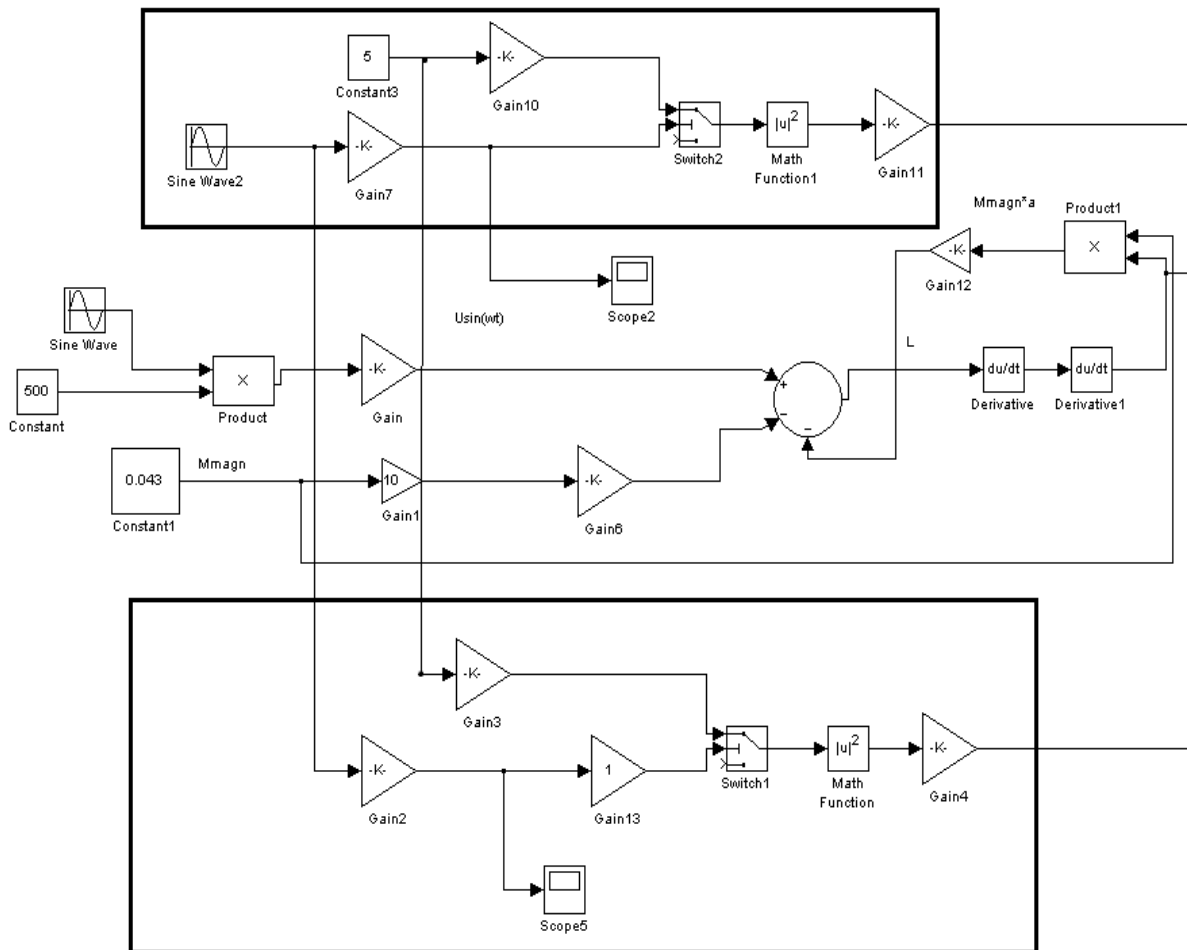 5
-K-
Constant3
Gain10
-K-
|u|²
-K-
Switch2
Math
Function1
Gain11
Sine Wave2
-K-
Gain7
Mmagn*a
Product1
X
-K-
Gain12
Scope2
Usin(wt)
Sine Wave
L
X
-K-
+
-
-
du/dt
du/dt
500
Constant
Product
Gain
Derivative
Derivative1
Mmagn
0.043
10
-K-
Constant1
Gain1
Gain6
-K-
Gain3
-K-
1
|u|²
-K-
Switch1
Math
Function
Gain4
Gain2
Gain13
Scope5